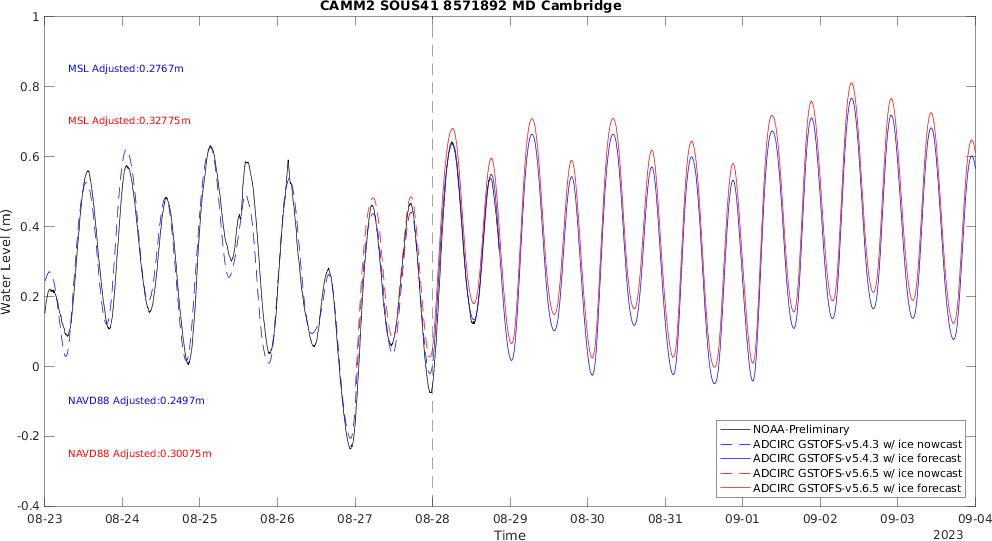 CAMM2 SOUS41 8571892 MD Cambridge
1
0.8
0.6
0.4
0.2
0
-0.2
-0.4
Water Level (m)
MSL Adjusted:0.2767m
MSL Adjusted:0.32775m
NAVD88 Adjusted:0.2497m
NAVD88 Adjusted:0.30075m
NOAA-Preliminary
ADCIRC GSTOFS-v5.4.3 w/ ice nowcast
ADCIRC GSTOFS-v5.4.3 w/ ice forecast
ADCIRC GSTOFS-v5.6.5 w/ ice nowcast
ADCIRC GSTOFS-v5.6.5 w/ ice forecast
08-23 08-24 08-25 08-26 08-27 08-28 08-29 08-30 08-31 09-01 09-02 09-03 09-04
Time
2023